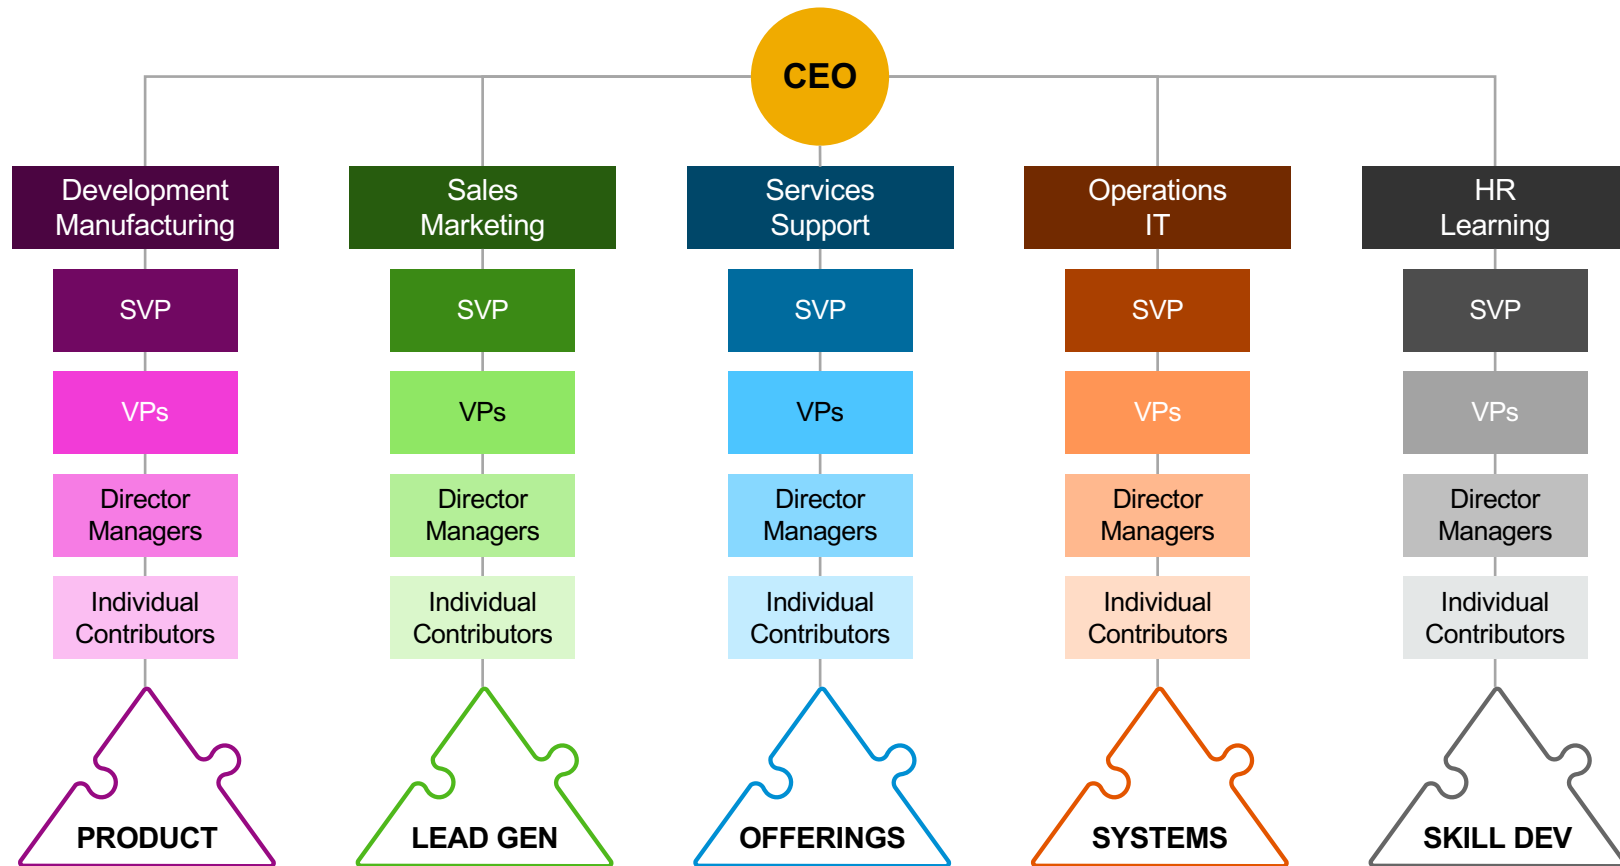 CEO
Development
Manufacturing
Sales
Marketing
Services
Support
Operations
IT
HR
Learning
SVP
SVP
SVP
SVP
SVP
VPs
VPs
VPs
VPs
VPs
Director
Managers
Director
Managers
Director
Managers
Director
Managers
Director
Managers
Individual
Contributors
Individual
Contributors
Individual
Contributors
Individual
Contributors
Individual
Contributors
PRODUCT
LEAD GEN
OFFERINGS
SYSTEMS
SKILL DEV